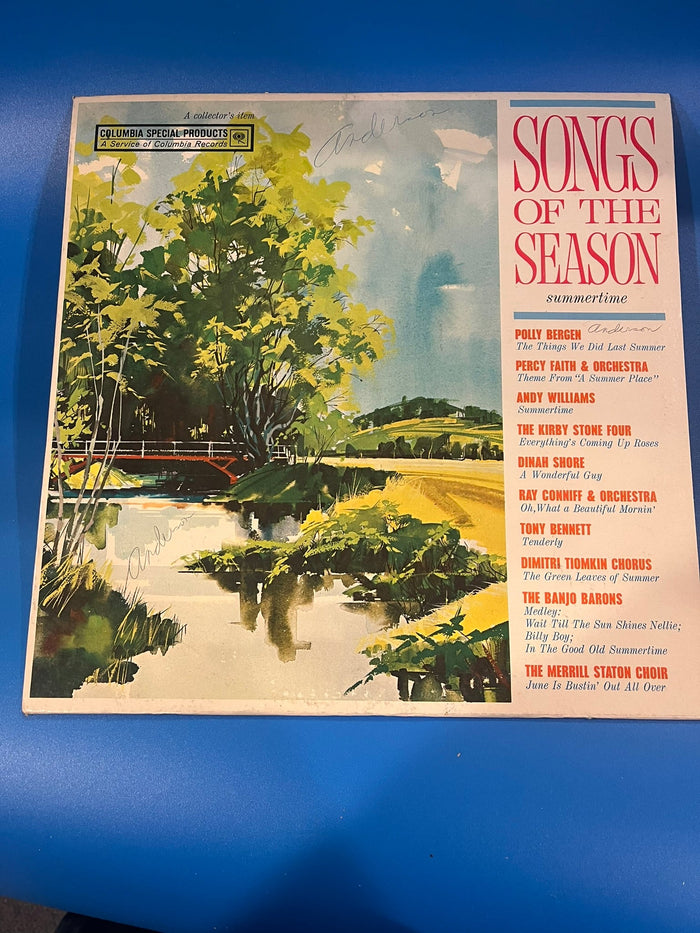 A collector's item
COLUMBIA SPECIAL PRODUCTS
A Service of Columbia Records
Anderson
Anderson
SONGS
OF THE
SEASON
summertime
POLLY BERGEN Anderson
The Things We Did Last Summer
PERCY FAITH & ORCHESTRA
Theme From "A Summer Place"
ANDY WILLIAMS
Summertime
THE KIRBY STONE FOUR
Everything's Coming Up Roses
DINAH SHORE
A Wonderful Guy
RAY CONNIFF & ORCHESTRA
Oh, What a Beautiful Mornin'
TONY BENNETT
Tenderly
DIMITRI TIOMKIN CHORUS
The Green Leaves of Summer
THE BANJO BARONS
Medley:
Wait Till The Sun Shines Nellie;
Billy Boy;
In The Good Old Summertime
THE MERRILL STATON CHOIR
June Is Bustin' Out All Over